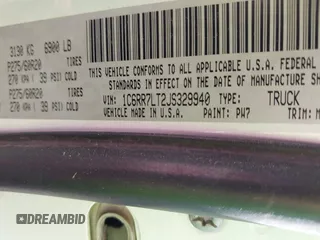 3130 KG 6900 LB
P275/60R20 TIRES
270 KPA/ 39 PSI/ COLD
P275/60R20 TIRES
270 KPA/ 39 PSI/ COLD
THIS VEHICLE CONFORMS TO ALL APPLICABLE U.S.A. FEDERAL
STANDARDS IN EFFECT ON THE DATE OF MANUFACTURE
VIN: 1C6RR7LT2JS329940 TYPE: TRUCK
MADE IN U.S.A. PAINT: PW7 TRIM:
DREAMBID